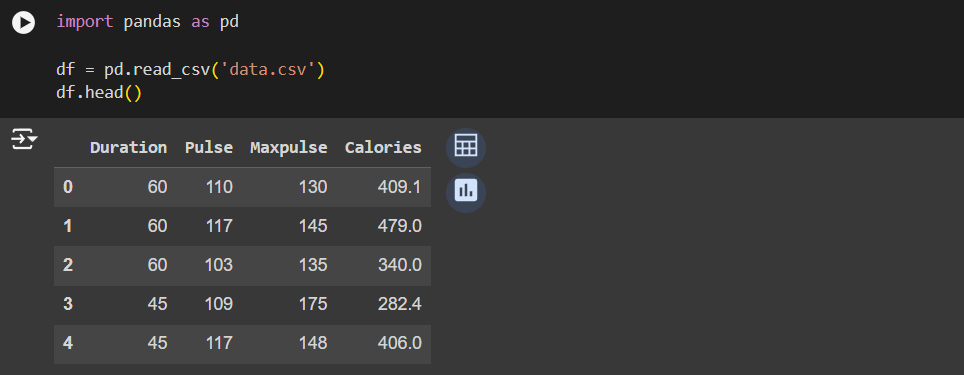 import pandas as pd
df = pd.read_csv('data.csv')
df.head()
Duration Pulse Maxpulse Calories
0 60 110 130 409.1
1 60 117 145 479.0
2 60 103 135 340.0
3 45 109 175 282.4
4 45 117 148 406.0